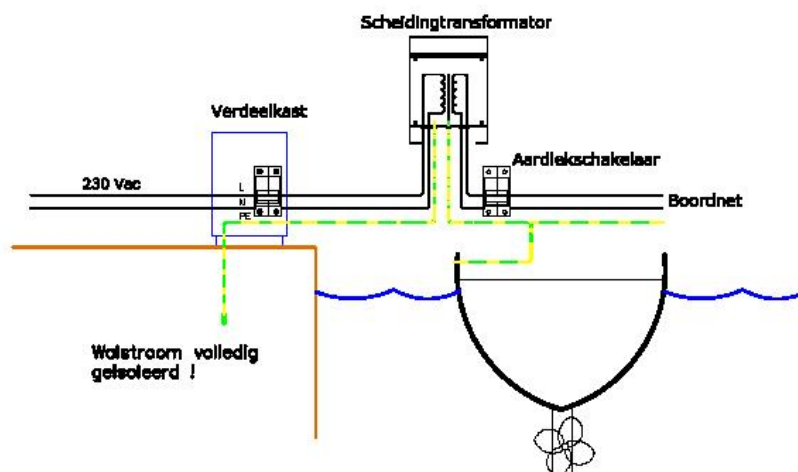 Scheidingtransformator
Verdeelkast
Aardlekschakelaar
230 Vac
L
N
PE
Boordnet
Walstroom volledig
geïsoleerd !